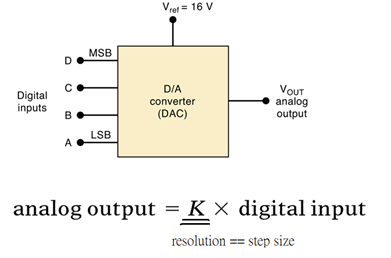 Vref = 16 V
D MSB
C
Digital inputs
B
A LSB
D/A
converter
(DAC)
VOUT
analog
output
analog output = K × digital input
resolution == step size